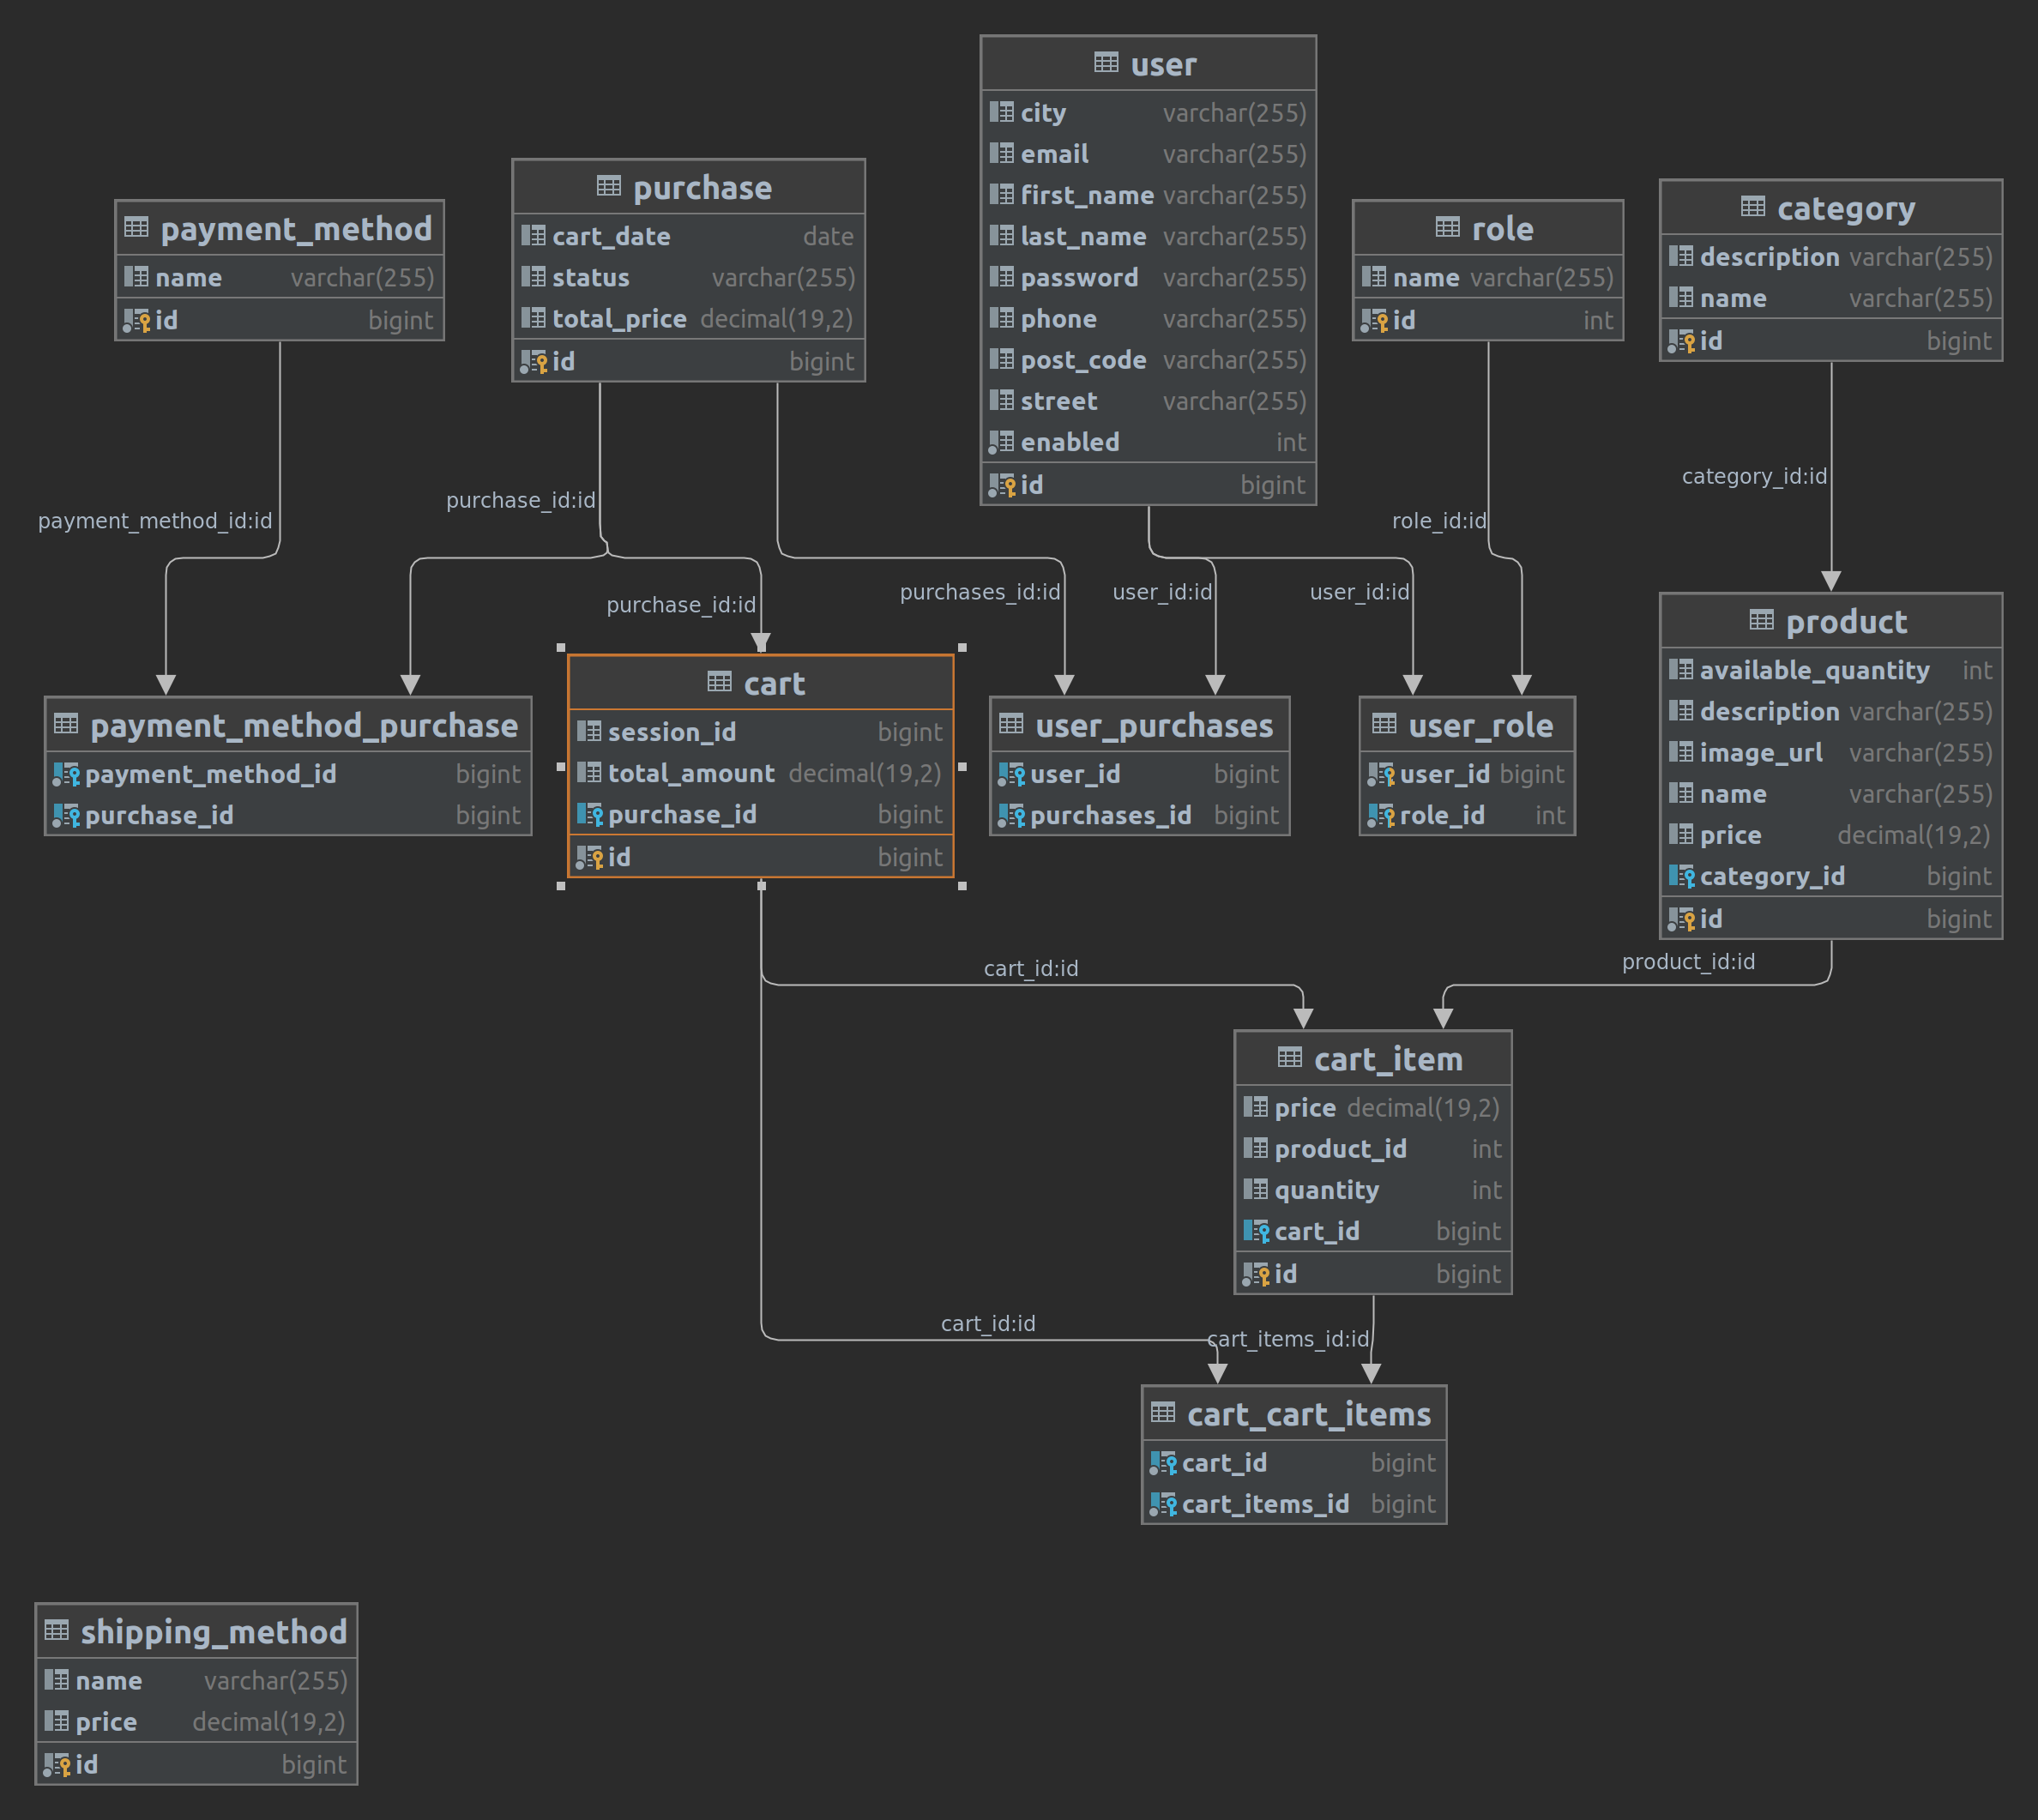 user
city varchar(255)
email varchar(255)
first_name varchar(255)
last_name varchar(255)
password varchar(255)
phone varchar(255)
post_code varchar(255)
street varchar(255)
enabled int
id bigint
purchase
cart_date date
status varchar(255)
total_price decimal(19,2)
id bigint
payment_method
name varchar(255)
id bigint
role
name varchar(255)
id int
category
description varchar(255)
name varchar(255)
id bigint
payment_method_id:id
purchase_id:id
purchase_id:id
purchases_id:id
user_id:id
user_id:id
role_id:id
category_id:id
payment_method_purchase
payment_method_id bigint
purchase_id bigint
cart
session_id bigint
total_amount decimal(19,2)
purchase_id bigint
id bigint
user_purchases
user_id bigint
purchases_id bigint
user_role
user_id bigint
role_id int
product
available_quantity int
description varchar(255)
image_url varchar(255)
name varchar(255)
price decimal(19,2)
category_id bigint
id bigint
cart_id:id
product_id:id
cart_item
price decimal(19,2)
product_id int
quantity int
cart_id bigint
id bigint
cart_id:id
cart_items_id:id
cart_cart_items
cart_id bigint
cart_items_id bigint
shipping_method
name varchar(255)
price decimal(19,2)
id bigint